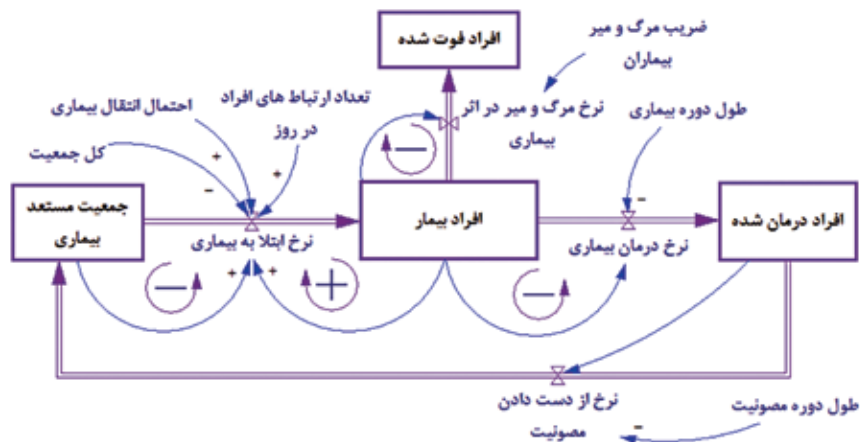 افراد فوت شده
ضریب مرگ و میر
بیماران
احتمال انتقال بیماری
تعداد ارتباط های افراد
در روز
نرخ مرگ و میر در اثر
بیماری
طول دوره بیماری
کل جمعیت
+
+
−
−
−
جمعیت مستعد
بیماری
افراد بیمار
افراد درمان شده
نرخ ابتلا به بیماری
نرخ درمان بیماری
+
+
−
+
−
نرخ از دست دادن
مصونیت
طول دوره مصونیت
−